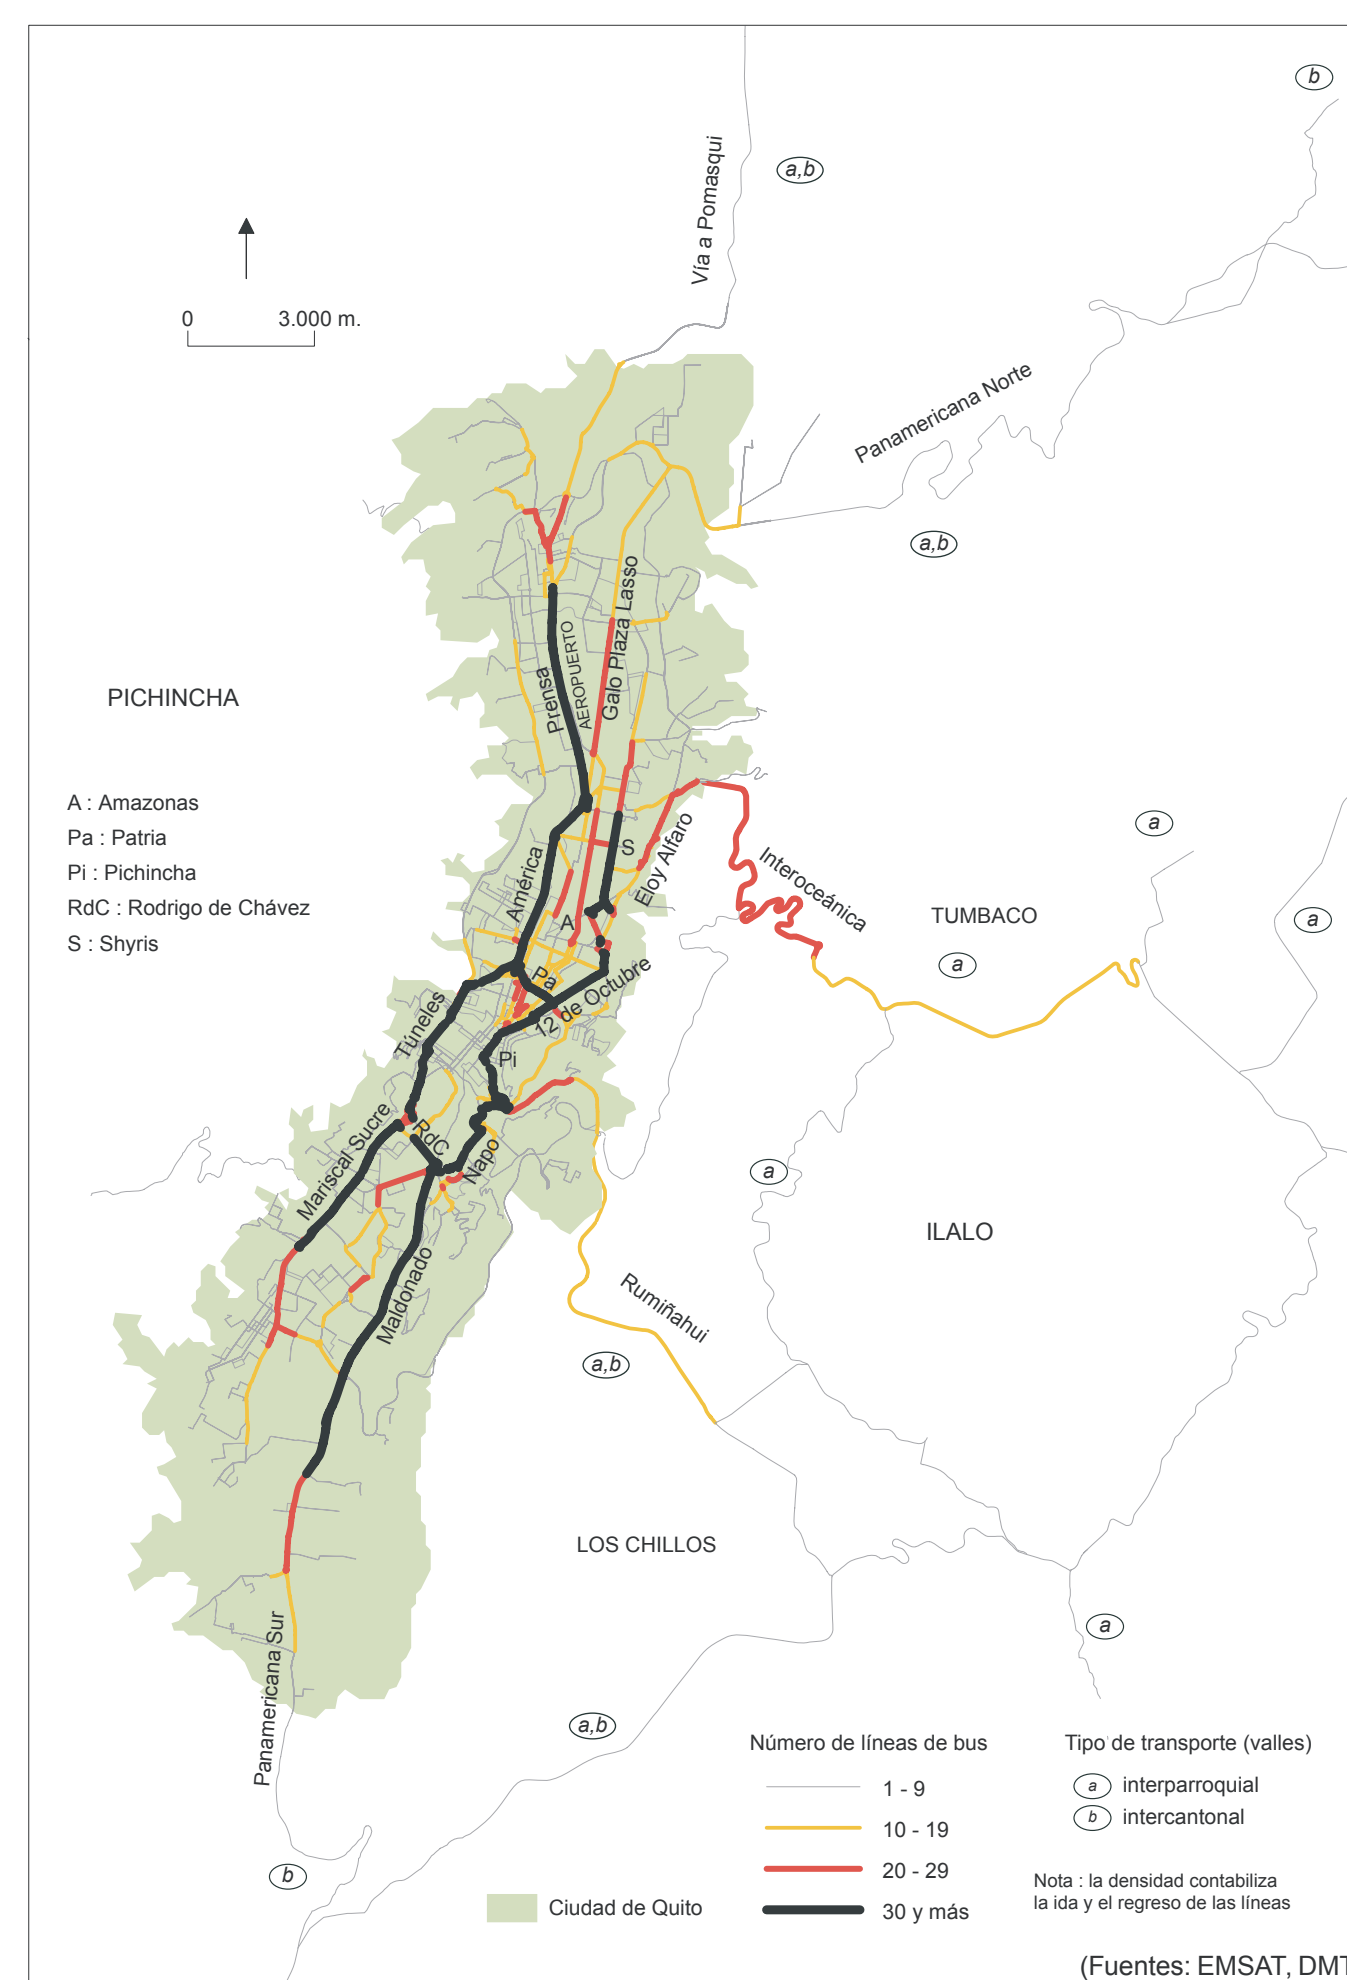 b
a,b
Vía a Pomasqui
0 3.000 m.
Panamericana Norte
a,b
Galo Plaza Lasso
AEROPUERTO
Prensa
PICHINCHA
A : Amazonas
Pa : Patria
Pi : Pichincha
RdC : Rodrigo de Chávez
S : Shyris
S
Eloy Alfaro
Interoceánica
a
América
A
TUMBACO
a
a
Pa
12 de Octubre
Túneles
Pi
Mariscal Sucre
RdC
Napo
a
ILALO
Maldonado
Rumiñahui
a,b
LOS CHILLOS
Panamericana Sur
a
a,b
b
Número de líneas de bus
1 - 9
10 - 19
20 - 29
30 y más
Tipo de transporte (valles)
a interparroquial
b intercantonal
Nota : la densidad contabiliza
la ida y el regreso de las líneas
Ciudad de Quito
(Fuentes: EMSAT, DMT